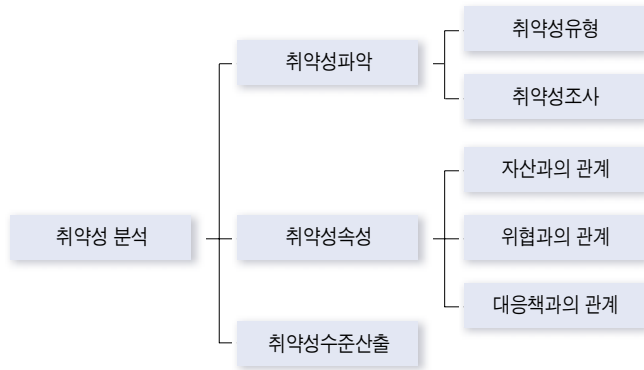 취약성 분석
취약성파악
취약성유형
취약성조사
취약성속성
자산과의 관계
위협과의 관계
대응책과의 관계
취약성수준산출